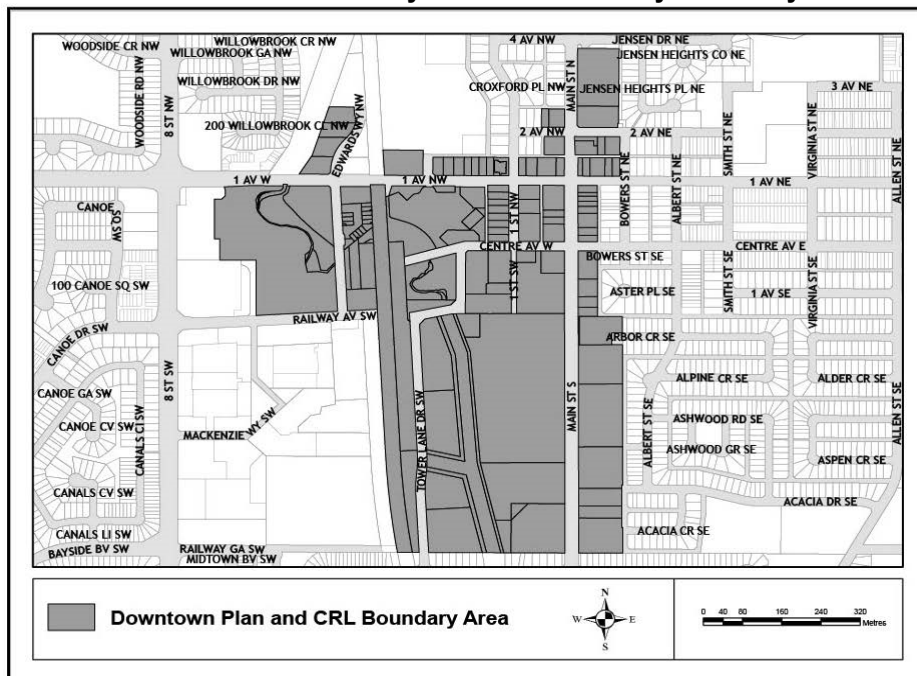 WOODSIDE CR NW
WILLOWBROOK CR NW
WILLOWBROOK GA NW
4 AV NW
JENSEN DR NE
JENSEN HEIGHTS CO NE
WOODSIDE RD NW
8 ST NW
WILLOWBROOK DR NW
CROXFORD PL NW
MAIN ST N
JENSEN HEIGHTS PL NE
3 AV NE
200 WILLOWBROOK CL NW
EDWARDS WY NW
2 AV NW
2 AV NE
SMITH ST NE
VIRGINIA ST NE
ALLEN ST NE
1 AV W
1 AV NW
BOWERS ST NE
ALBERT ST NE
1 AV NE
CANOE
SO SW
1 ST NW
CENTRE AV W
CENTRE AV E
BOWERS ST SE
100 CANOE SQ SW
1 ST SW
ASTER PL SE
SMITH ST SE
1 AV SE
VIRGINIA ST SE
RAILWAY AV SW
CANOE DR SW
ARBOR CR SE
8 ST SW
MAIN ST S
ALPINE CR SE
ALDER CR SE
CANOE GA SW
CANOE CV SW
CANALS CT SW
MACKENZIE WY SW
TOWER LANE DR SW
ALBERT ST SE
ASHWOOD RD SE
ASHWOOD GR SE
ALLEN ST SE
ASPEN CR SE
CANALS CV SW
ACACIA DR SE
CANALS LI SW
ACACIA CR SE
BAYSIDE BV SW
RAILWAY GA SW
MIDTOWN BV SW
Downtown Plan and CRL Boundary Area
N
W
E
S
0 40 80 160 240 320
Metres